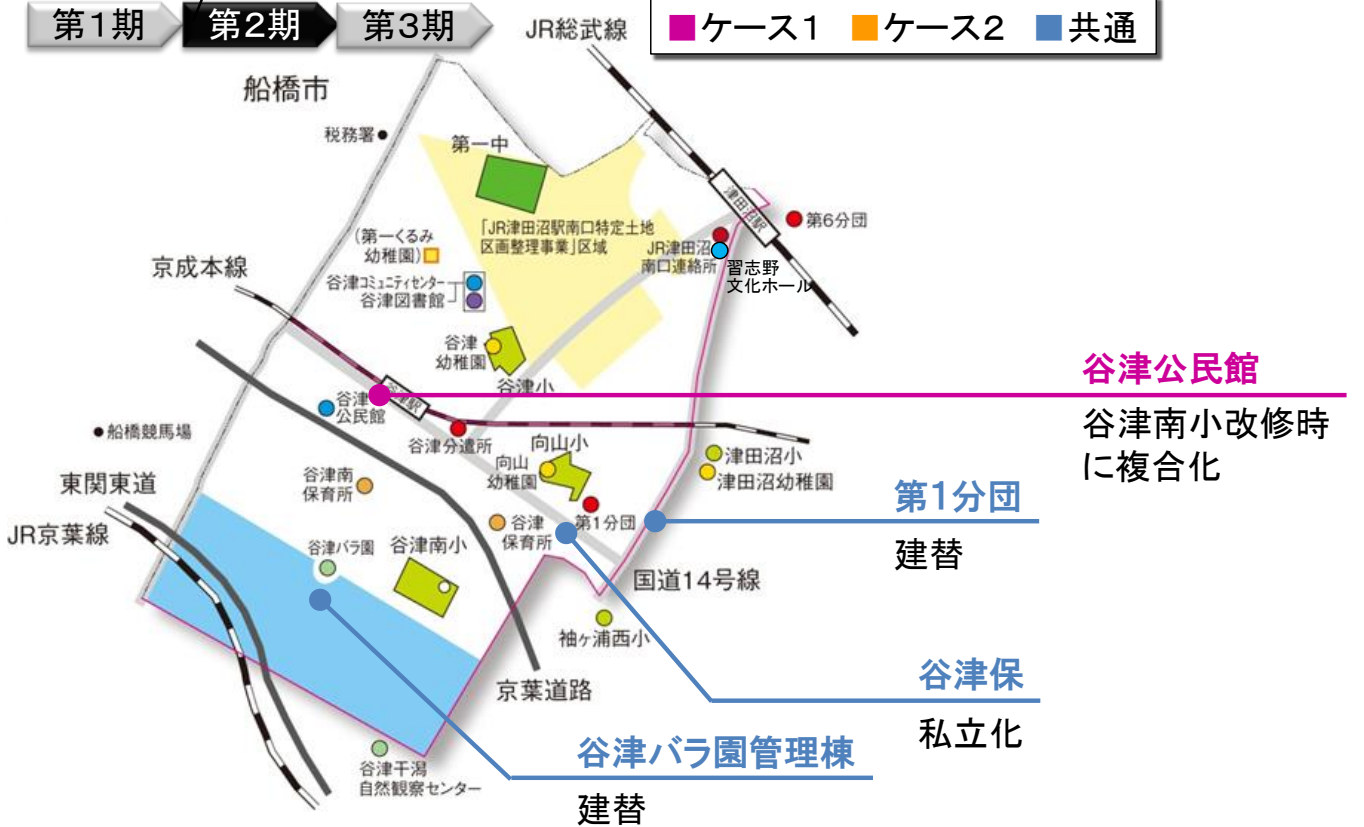 第1期
第2期
第3期
■ケース1 ■ケース2 ■共通
JR総武線
船橋市
税務署
第一中
津田沼駅
第6分団
「JR津田沼駅南口特定土地
区画整理事業」区域
JR津田沼
南口連絡所
習志野
文化ホール
(第一くるみ
幼稚園)
京成本線
谷津コミュニティセンター
谷津図書館
谷津
幼稚園
谷津小
谷津駅
谷津
公民館
谷津公民館
谷津南小改修時
に複合化
船橋競馬場
谷津分遣所
向山小
向山
幼稚園
津田沼小
津田沼幼稚園
東関東道
谷津南
保育所
第1分団
建替
JR京葉線
谷津
保育所
第1分団
谷津バラ園
谷津南小
国道14号線
袖ヶ浦西小
京葉道路
谷津保
私立化
谷津バラ園管理棟
建替
谷津干潟
自然観察センター